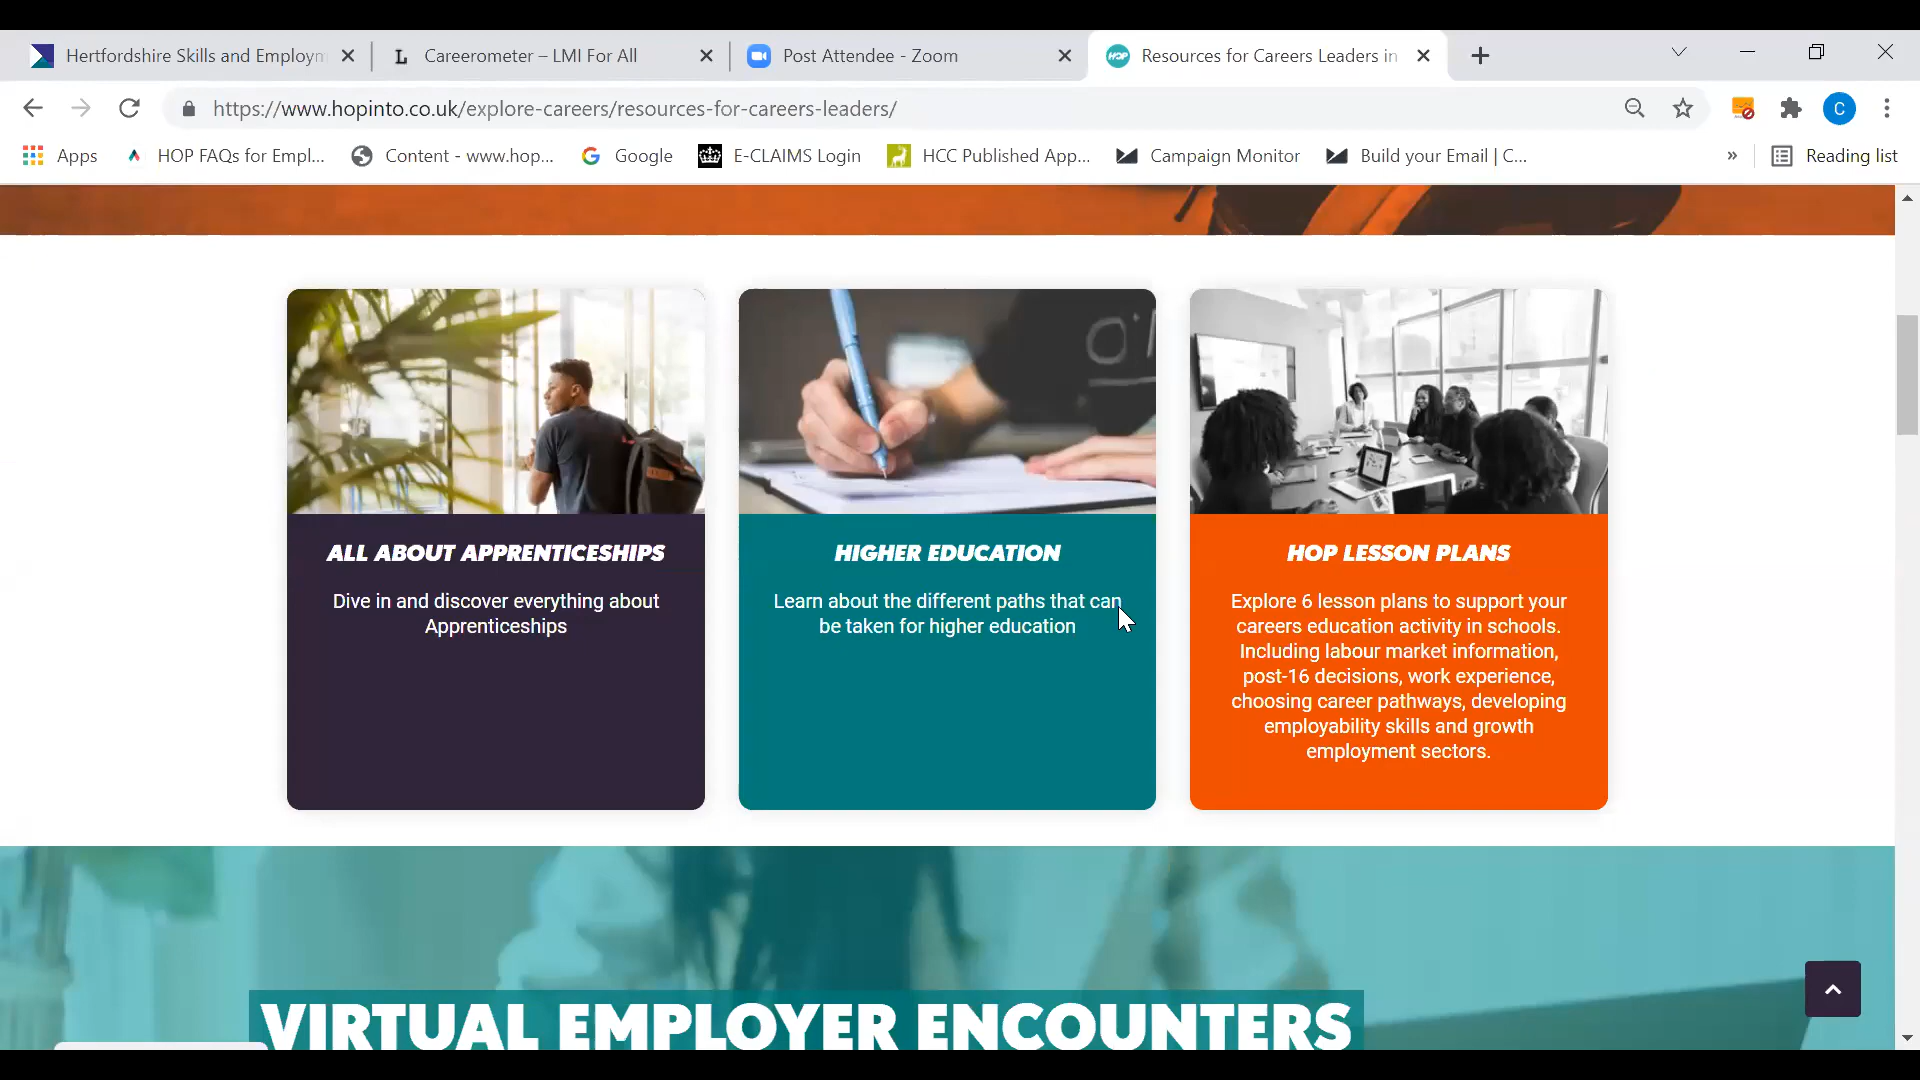 Hertfordshire Skills and Employm
Careerometer – LMI For All
Post Attendee - Zoom
HOP
Resources for Careers Leaders in
https://www.hopinto.co.uk/explore-careers/resources-for-careers-leaders/
C
Apps
HOP FAQs for Empl...
Content - www.hop...
Google
E-CLAIMS Login
HCC Published App...
Campaign Monitor
Build your Email | C...
»
Reading list
ALL ABOUT APPRENTICESHIPS
Dive in and discover everything about
Apprenticeships
HIGHER EDUCATION
Learn about the different paths that can
be taken for higher education
HOP LESSON PLANS
Explore 6 lesson plans to support your
careers education activity in schools.
Including labour market information,
post-16 decisions, work experience,
choosing career pathways, developing
employability skills and growth
employment sectors.
VIRTUAL EMPLOYER ENCOUNTERS